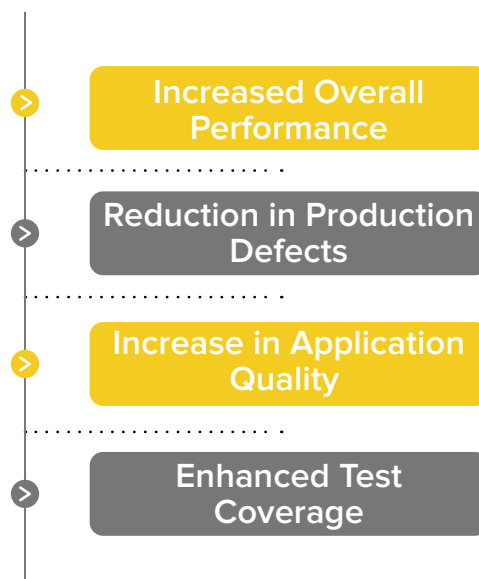 Increased Overall
Performance
Reduction in Production
Defects
Increase in Application
Quality
Enhanced Test
Coverage